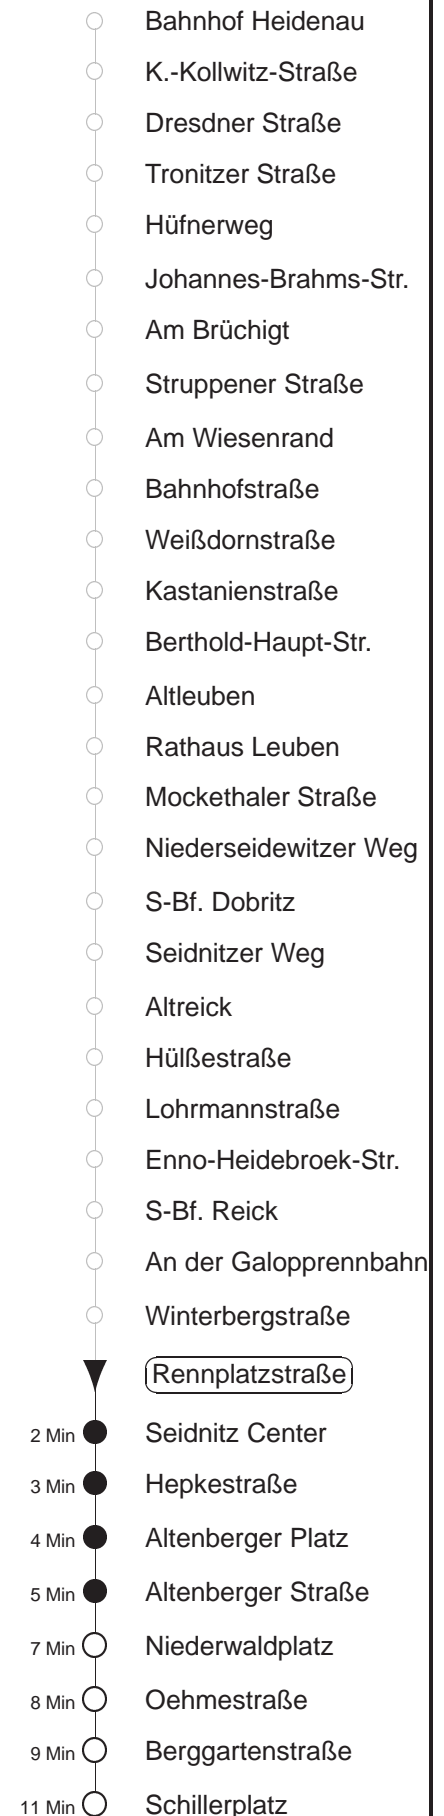 Bahnhof Heidenau
K.-Kollwitz-Straße
Dresdner Straße
Tronitzer Straße
Hüfnerweg
Johannes-Brahms-Str.
Am Brüchigt
Struppener Straße
Am Wiesenrand
Bahnhofstraße
Weißdornstraße
Kastanienstraße
Berthold-Haupt-Str.
Altleuben
Rathaus Leuben
Mockethaler Straße
Niederseidewitzer Weg
S-Bf. Dobritz
Seidnitzer Weg
Altreick
Hülßestraße
Lohrmannstraße
Enno-Heidebroek-Str.
S-Bf. Reick
An der Galopprennbahn
Winterbergstraße
Rennplatzstraße
2 Min Seidnitz Center
3 Min Hepkestraße
4 Min Altenberger Platz
5 Min Altenberger Straße
7 Min Niederwaldplatz
8 Min Oehmestraße
9 Min Berggartenstraße
11 Min Schillerplatz